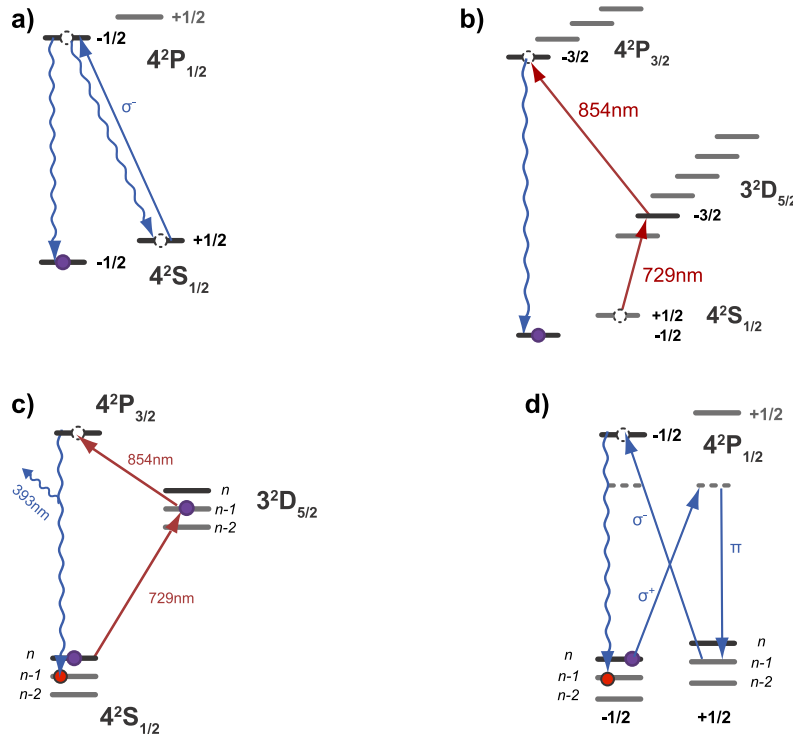 a)
+1/2
-1/2
4²P₁/₂
σ⁻
+1/2
-1/2
4²S₁/₂
b)
-3/2
4²P₃/₂
854nm
3²D₅/₂
-3/2
729nm
+1/2
-1/2
4²S₁/₂
c)
4²P₃/₂
854nm
393nm
n
n-1
n-2
3²D₅/₂
729nm
n
n-1
n-2
4²S₁/₂
d)
+1/2
-1/2
4²P₁/₂
σ⁻
π
σ⁺
n
n-1
n-2
n
n-1
n-2
-1/2
+1/2